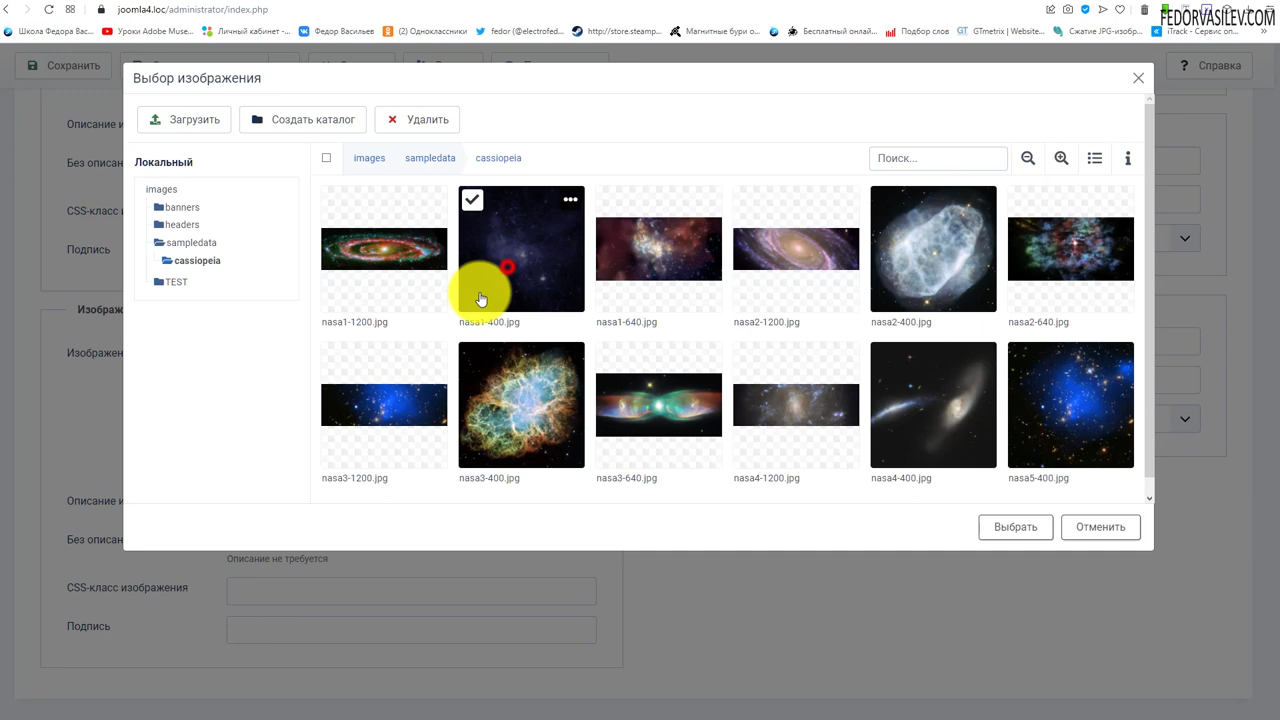 joomla4.loc/administrator/index.php
FEDORVASILEV.COM
Школа Федора Вас...
Уроки Adobe Muse...
Личный кабинет -...
Федор Васильев
(2) Одноклассники
fedor (@electrofed...
http://store.steamp...
Магнитные бури о...
Бесплатный онлай...
Подбор слов
GTmetrix | Website...
Сжатие JPG-изобр...
iTrack - Сервис оп...
Сохранить
Справка
Выбор изображения
Загрузить
Создать каталог
Удалить
Локальный
images
banners
headers
sampledata
cassiopeia
TEST
images
sampledata
cassiopeia
Поиск...
nasa1-1200.jpg
nasa1-400.jpg
nasa1-640.jpg
nasa2-1200.jpg
nasa2-400.jpg
nasa2-640.jpg
nasa3-1200.jpg
nasa3-400.jpg
nasa3-640.jpg
nasa4-1200.jpg
nasa4-400.jpg
nasa5-400.jpg
Выбрать
Отменить
Описание и
Без описан
CSS-класс и
Подпись
Изображ
Изображен
Описание и
Без описан
Описание не требуется
CSS-класс изображения
Подпись